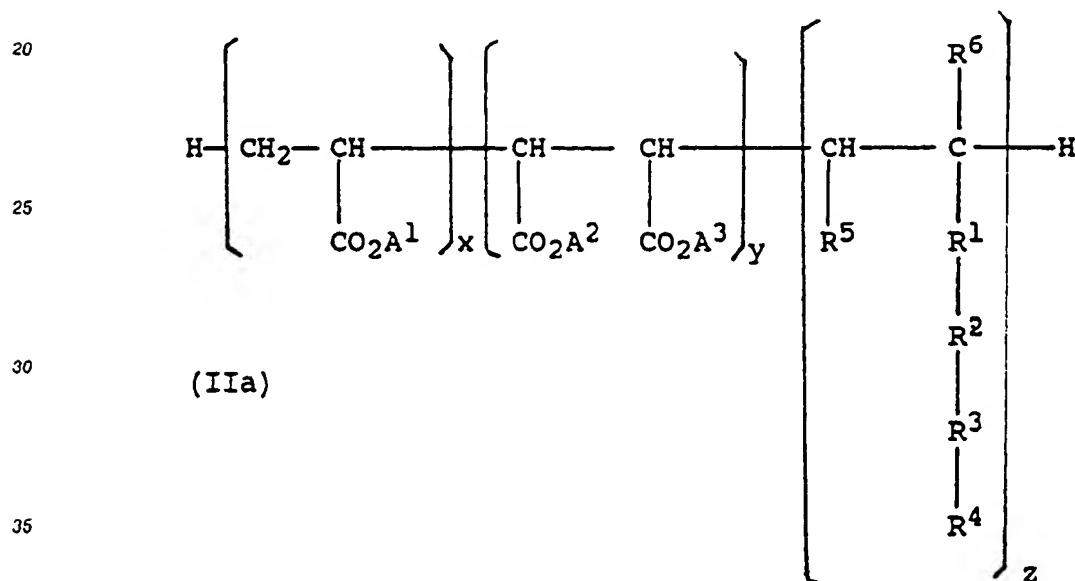 20
R⁶
H CH₂ CH CH CH CH C H
25
CO₂A¹ x CO₂A² CO₂A³ y R⁵ R¹
R²
30
(IIa)
R³
R⁴
35
z